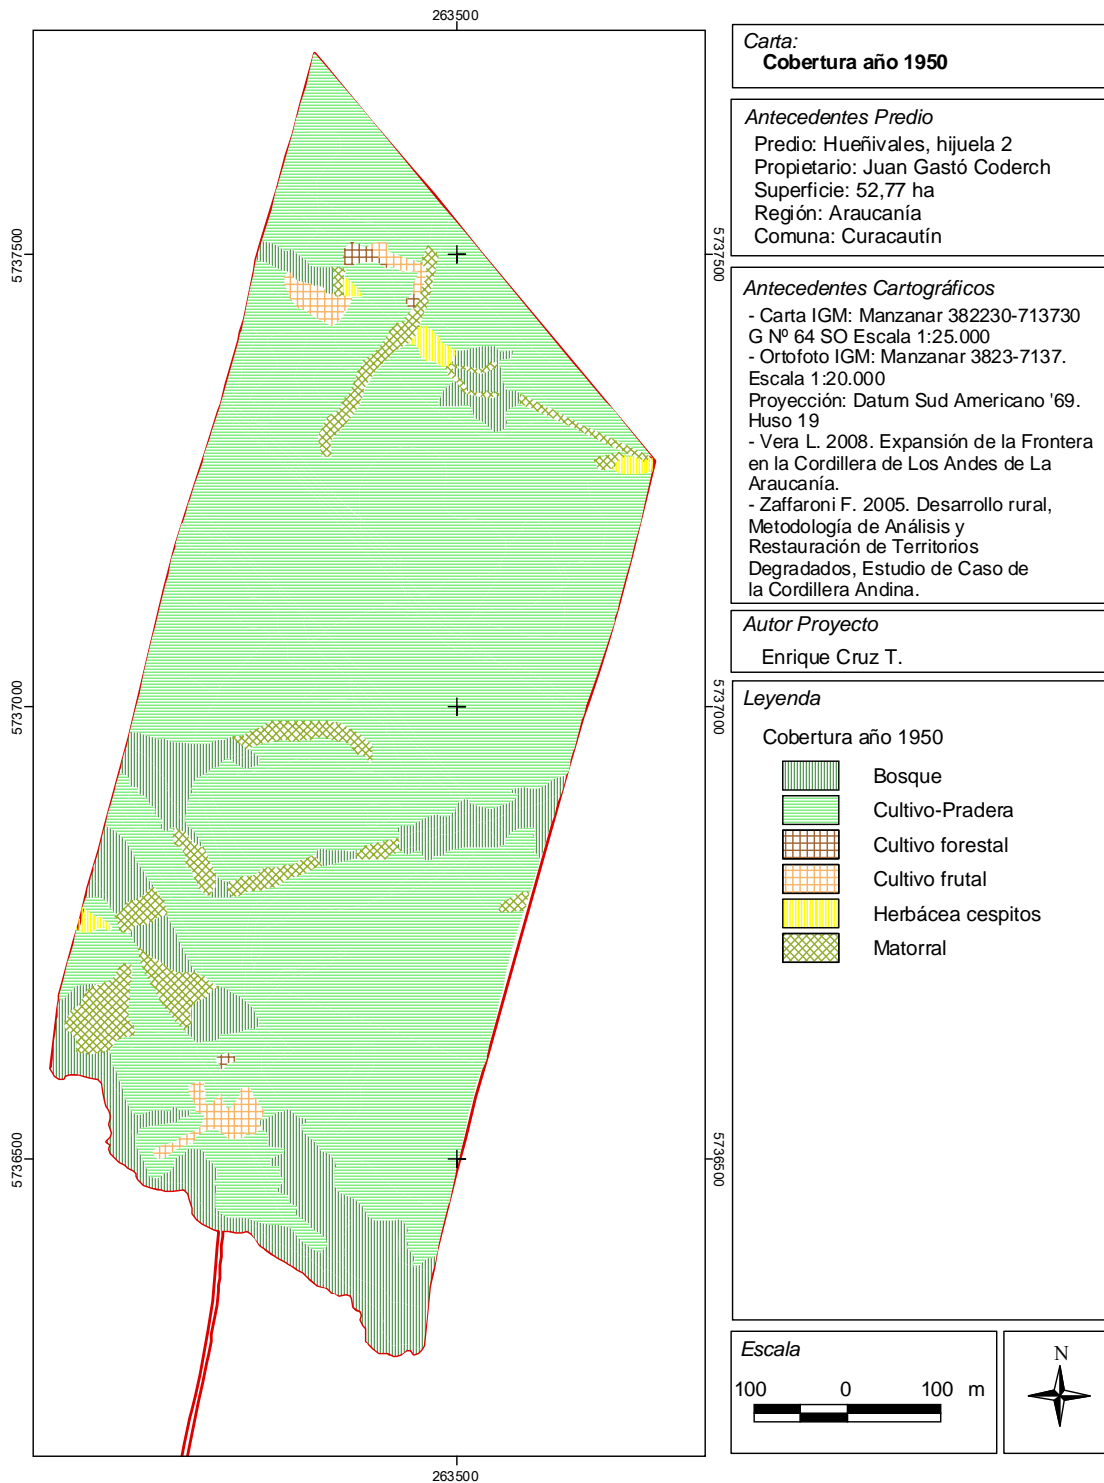 263500
Carta:
Cobertura año 1950
Antecedentes Predio
Predio: Hueñivales, hijuela 2
Propietario: Juan Gastó Coderch
Superficie: 52,77 ha
Región: Araucanía
Comuna: Curacautín
5737500
5737500
Antecedentes Cartográficos
- Carta IGM: Manzanar 382230-713730
G Nº 64 SO Escala 1:25.000
- Ortofoto IGM: Manzanar 3823-7137.
Escala 1:20.000
Proyección: Datum Sud Americano '69.
Huso 19
- Vera L. 2008. Expansión de la Frontera
en la Cordillera de Los Andes de La
Araucanía.
- Zaffaroni F. 2005. Desarrollo rural,
Metodología de Análisis y
Restauración de Territorios
Degradados, Estudio de Caso de
la Cordillera Andina.
Autor Proyecto
Enrique Cruz T.
5737000
5737000
Leyenda
Cobertura año 1950
Bosque
Cultivo-Pradera
Cultivo forestal
Cultivo frutal
Herbácea cespitos
Matorral
5736500
5736500
Escala
100 0 100 m
N
263500